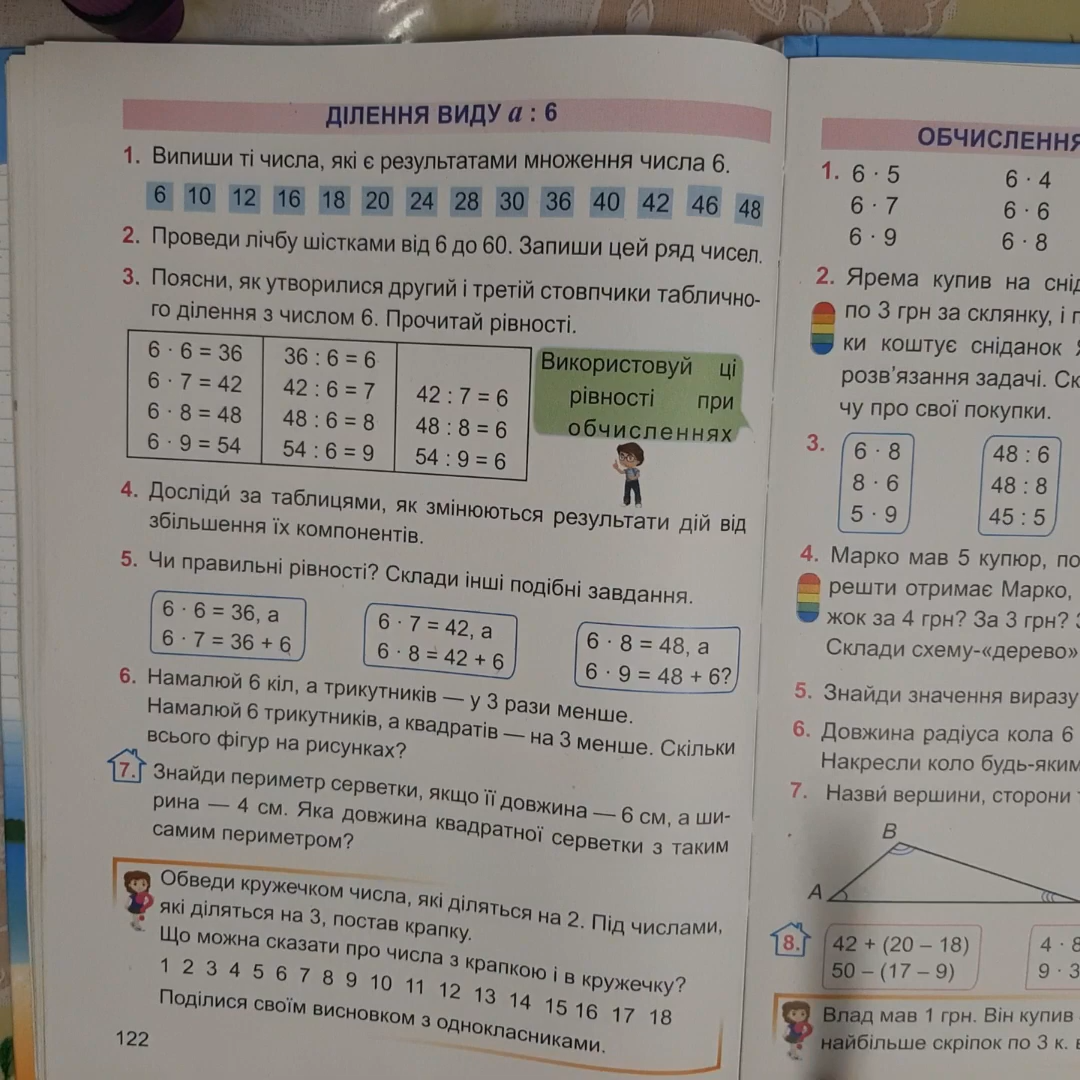 ДІЛЕННЯ ВИДУ a : 6
1. Випиши ті числа, які є результатами множення числа 6.
6 10 12 16 18 20 24 28 30 36 40 42 46 48
2. Проведи лічбу шістками від 6 до 60. Запиши цей ряд чисел.
3. Поясни, як утворилися другий і третій стовпчики таблично-
го ділення з числом 6. Прочитай рівності.
6 · 6 = 36 36 : 6 = 6
6 · 7 = 42 42 : 6 = 7 42 : 7 = 6
6 · 8 = 48 48 : 6 = 8 48 : 8 = 6
6 · 9 = 54 54 : 6 = 9 54 : 9 = 6
Використовуй ці
рівності при
обчисленнях
4. Дослідѝ за таблицями, як змінюються результати дій від
збільшення їх компонентів.
5. Чи правильні рівності? Склади інші подібні завдання.
6 · 6 = 36, а
6 · 7 = 36 + 6
6 · 7 = 42, а
6 · 8 = 42 + 6
6 · 8 = 48, а
6 · 9 = 48 + 6?
6. Намалюй 6 кіл, а трикутників — у 3 рази менше.
Намалюй 6 трикутників, а квадратів — на 3 менше. Скільки
всього фігур на рисунках?
7. Знайди периметр серветки, якщо її довжина — 6 см, а ши-
рина — 4 см. Яка довжина квадратної серветки з таким
самим периметром?
Обведи кружечком числа, які діляться на 2. Під числами,
які діляться на 3, постав крапку.
Що можна сказати про числа з крапкою і в кружечку?
1 2 3 4 5 6 7 8 9 10 11 12 13 14 15 16 17 18
Поділися своїм висновком з однокласниками.
122
ОБЧИСЛЕННЯ
1. 6 · 5 6 · 4
6 · 7 6 · 6
6 · 9 6 · 8
2. Ярема купив на снід
по 3 грн за склянку, і
ки коштує сніданок
розв'язання задачі. Ск
чу про свої покупки.
3. 6 · 8 48 : 6
8 · 6 48 : 8
5 · 9 45 : 5
4. Марко мав 5 купюр, по
решти отримає Марко,
жок за 4 грн? За 3 грн?
Склади схему-«дерево»
5. Знайди значення виразу
6. Довжина радіуса кола 6
Накресли коло будь-яким
7. Назви́ вершини, сторони
B
A
8. 42 + (20 – 18) 4 · 8
50 – (17 – 9) 9 · 3
Влад мав 1 грн. Він купив
найбільше скріпок по 3 к.